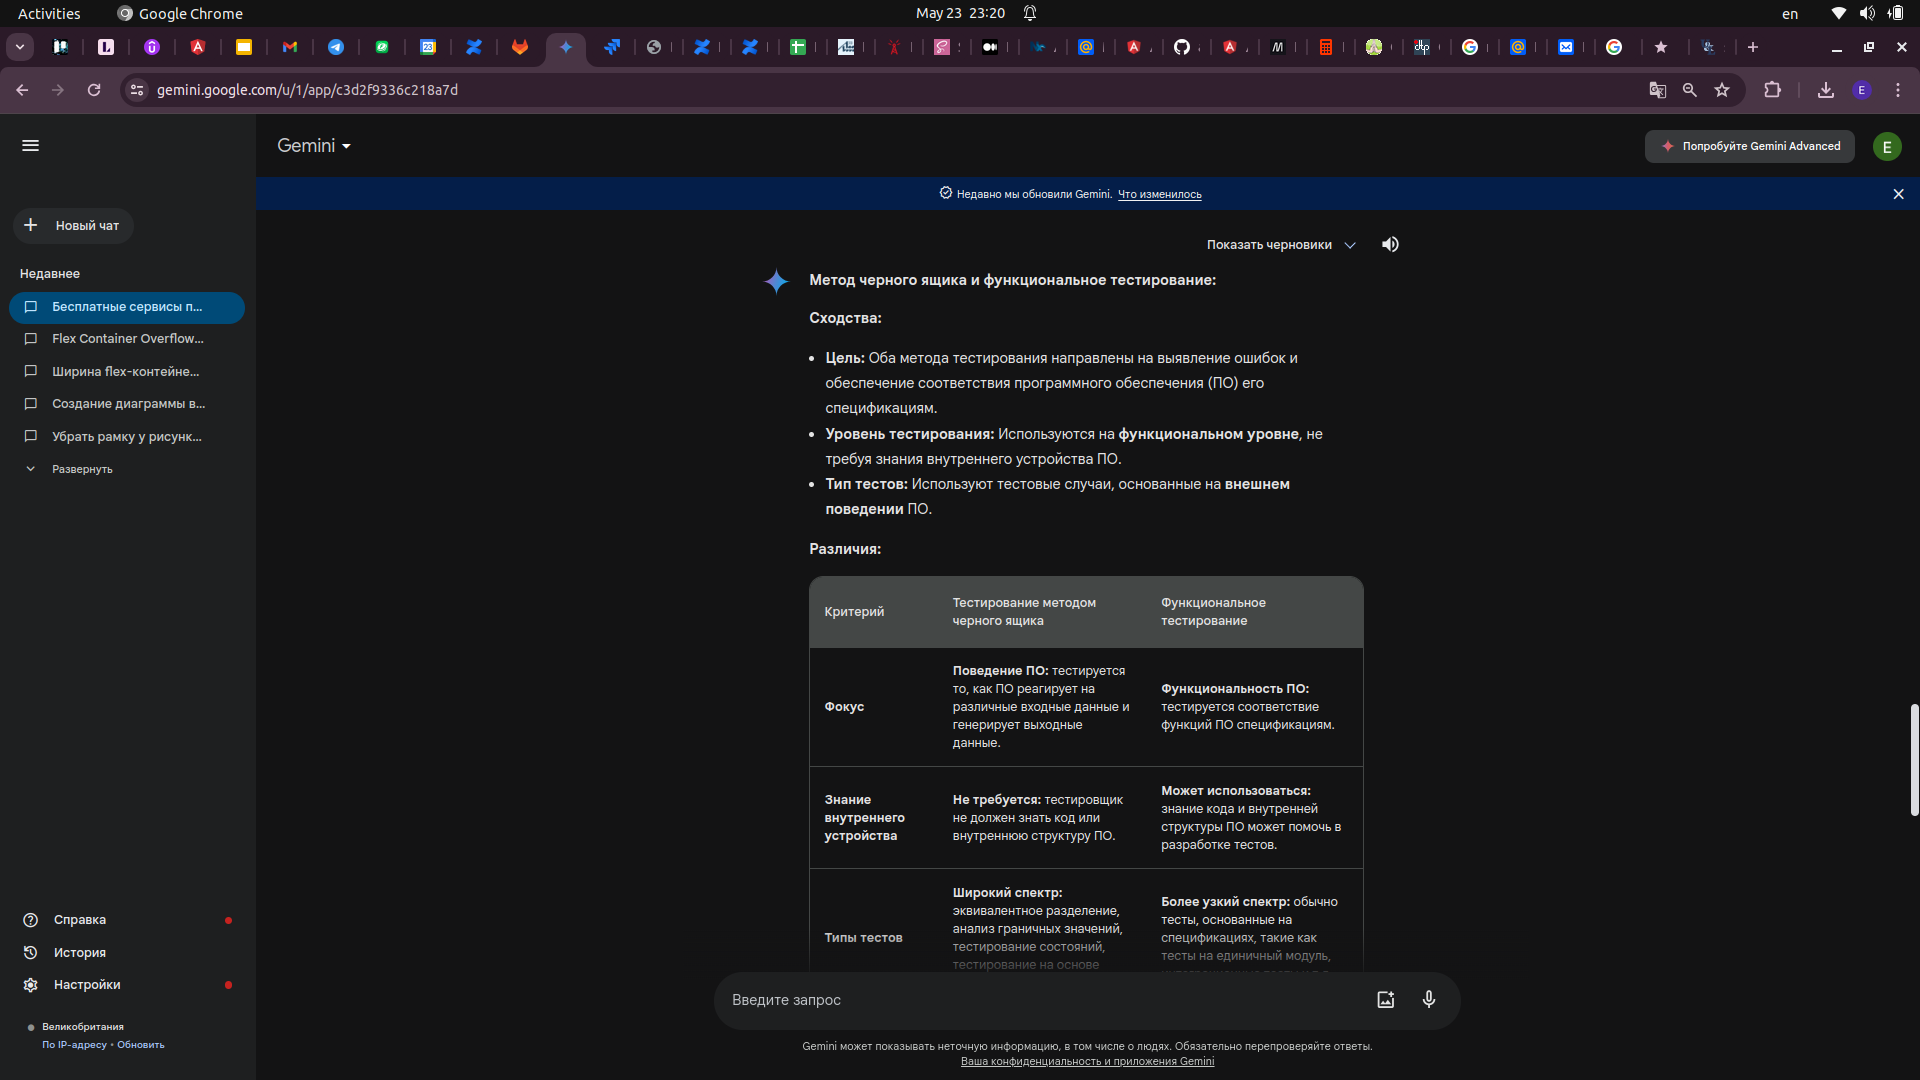 Activities
Google Chrome
May 23 23:20
en
gemini.google.com/u/1/app/c3d2f9336c218a7d
E
Gemini
Попробуйте Gemini Advanced
E
Недавно мы обновили Gemini. Что изменилось
Новый чат
Недавнее
Бесплатные сервисы п...
Flex Container Overflow...
Ширина flex-контейне...
Создание диаграммы в...
Убрать рамку у рисунк...
Развернуть
Справка
История
Настройки
Великобритания
По IP-адресу • Обновить
Показать черновики
Метод черного ящика и функциональное тестирование:
Сходства:
Цель: Оба метода тестирования направлены на выявление ошибок и
обеспечение соответствия программного обеспечения (ПО) его
спецификациям.
Уровень тестирования: Используются на функциональном уровне, не
требуя знания внутреннего устройства ПО.
Тип тестов: Используют тестовые случаи, основанные на внешнем
поведении ПО.
Различия:
Критерий
Тестирование методом
черного ящика
Функциональное
тестирование
Фокус
Поведение ПО: тестируется
то, как ПО реагирует на
различные входные данные и
генерирует выходные
данные.
Функциональность ПО:
тестируется соответствие
функций ПО спецификациям.
Знание
внутреннего
устройства
Не требуется: тестировщик
не должен знать код или
внутреннюю структуру ПО.
Может использоваться:
знание кода и внутренней
структуры ПО может помочь в
разработке тестов.
Типы тестов
Широкий спектр:
эквивалентное разделение,
анализ граничных значений,
тестирование состояний,
тестирование на основе
Более узкий спектр: обычно
тесты, основанные на
спецификациях, такие как
тесты на единичный модуль,
Введите запрос
Gemini может показывать неточную информацию, в том числе о людях. Обязательно перепроверяйте ответы.
Ваша конфиденциальность и приложения Gemini